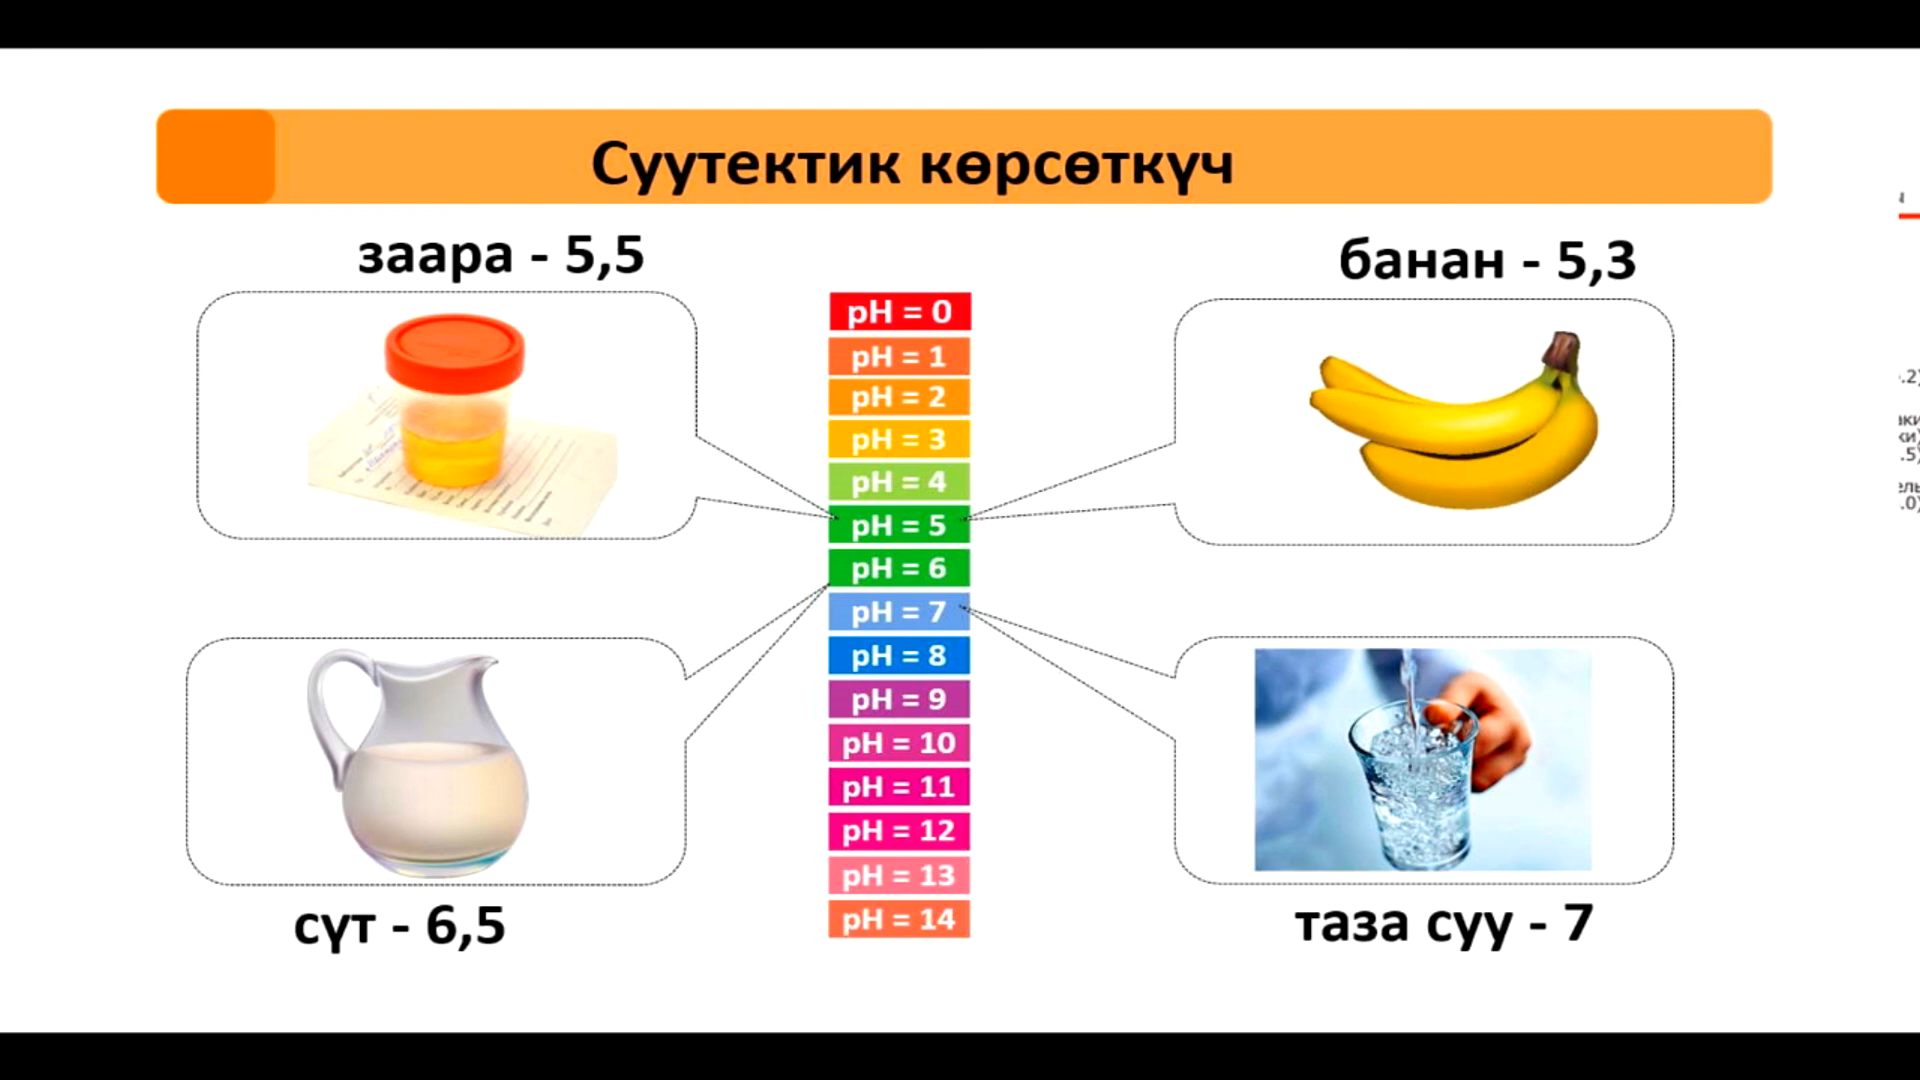 Суутектик көрсөткүч
заара - 5,5
банан - 5,3
pH = 0
pH = 1
pH = 2
pH = 3
pH = 4
pH = 5
pH = 6
pH = 7
pH = 8
pH = 9
pH = 10
pH = 11
pH = 12
pH = 13
pH = 14
сүт - 6,5
таза суу - 7